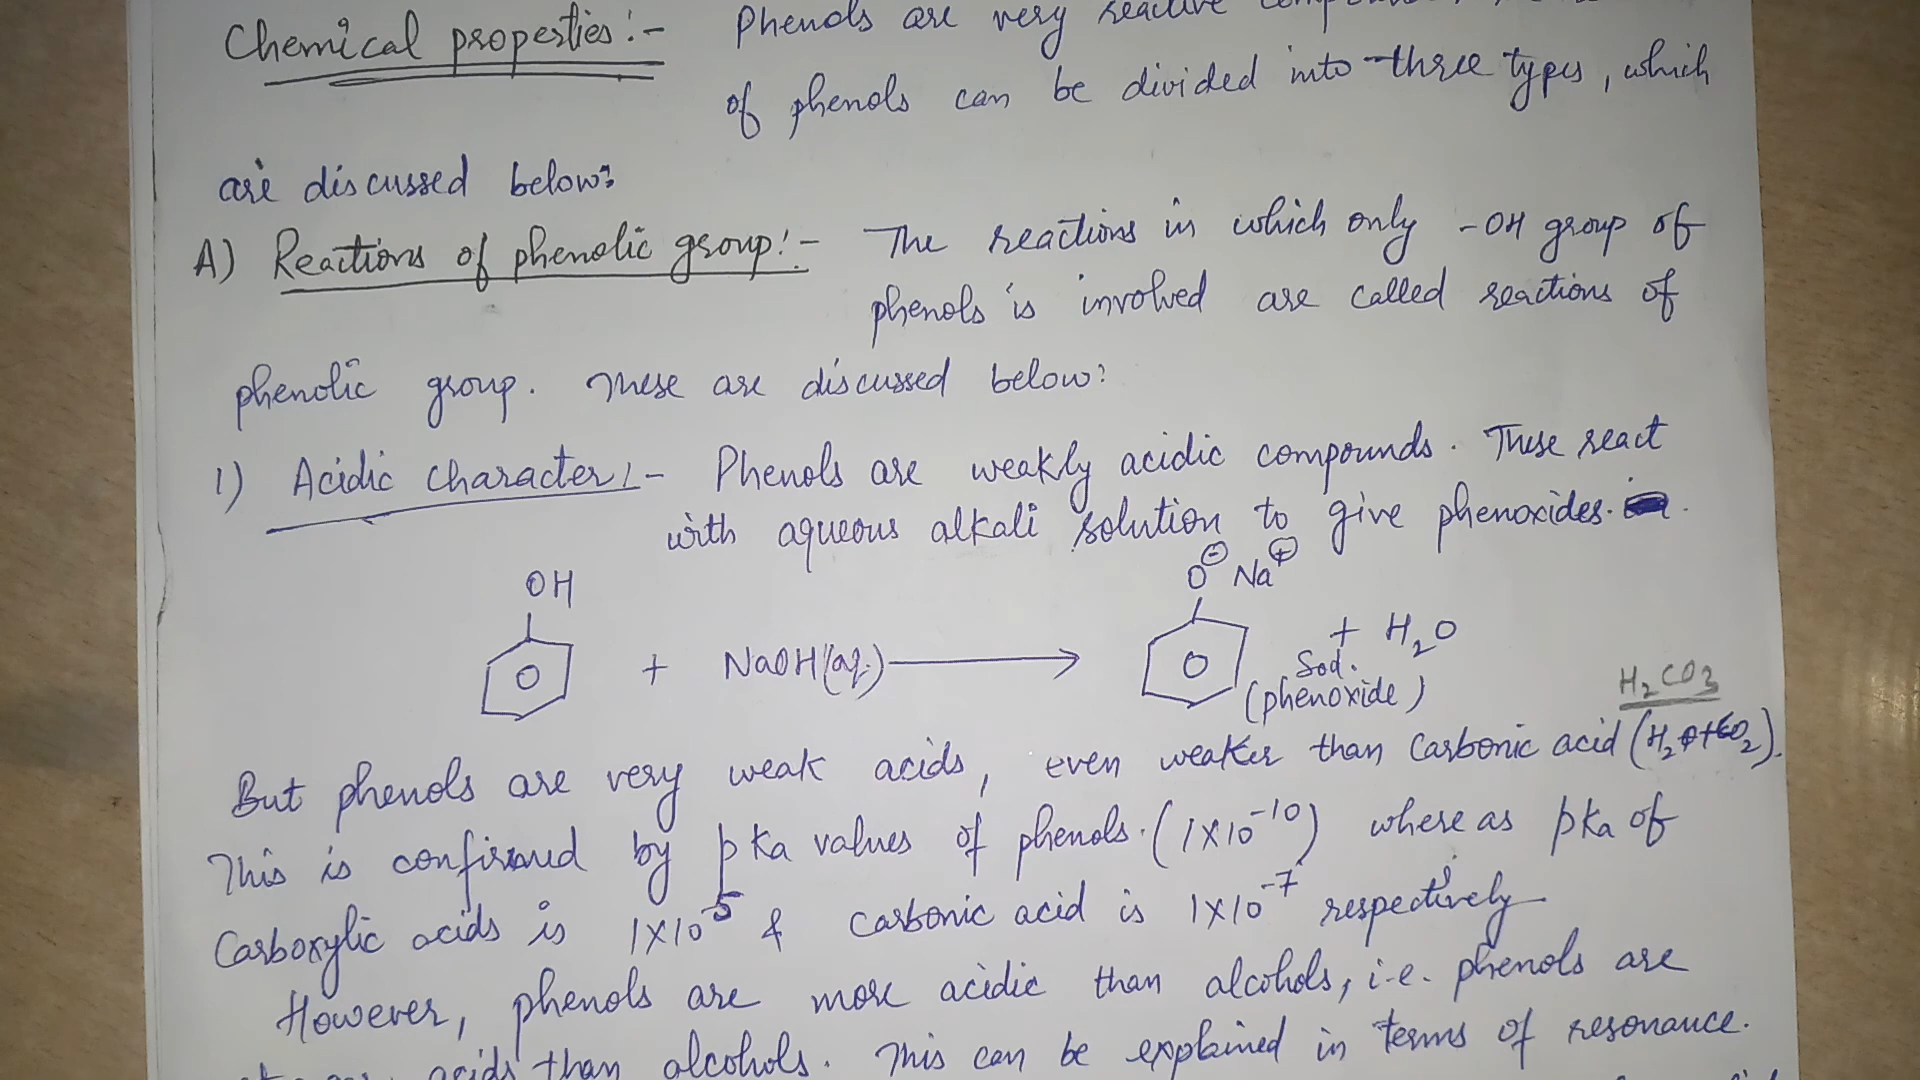 Chemical properties:- Phenols are very reactive
of phenols can be divided into three types, which
are discussed below:
A) Reactions of phenolic group:- The reactions in which only -OH group of
phenols is involved are called reactions of
phenolic group. These are discussed below:
1) Acidic Character:- Phenols are weakly acidic compounds. These react
with aqueous alkali solution to give phenoxides.
OH
O⊖ Na⊕
+ NaOH(aq.) ⟶ + H₂O
Sod.
(phenoxide)
H₂CO₃
But phenols are very weak acids, even weaker than Carbonic acid (H₂O+CO₂).
This is confirmed by pka values of phenols. (1×10⁻¹⁰) where as pka of
Carboxylic acids is 1×10⁻⁵ & Carbonic acid is 1×10⁻⁷ respectively
However, phenols are more acidic than alcohols, i.e. phenols are
acids than alcohols. This can be explained in terms of resonance.